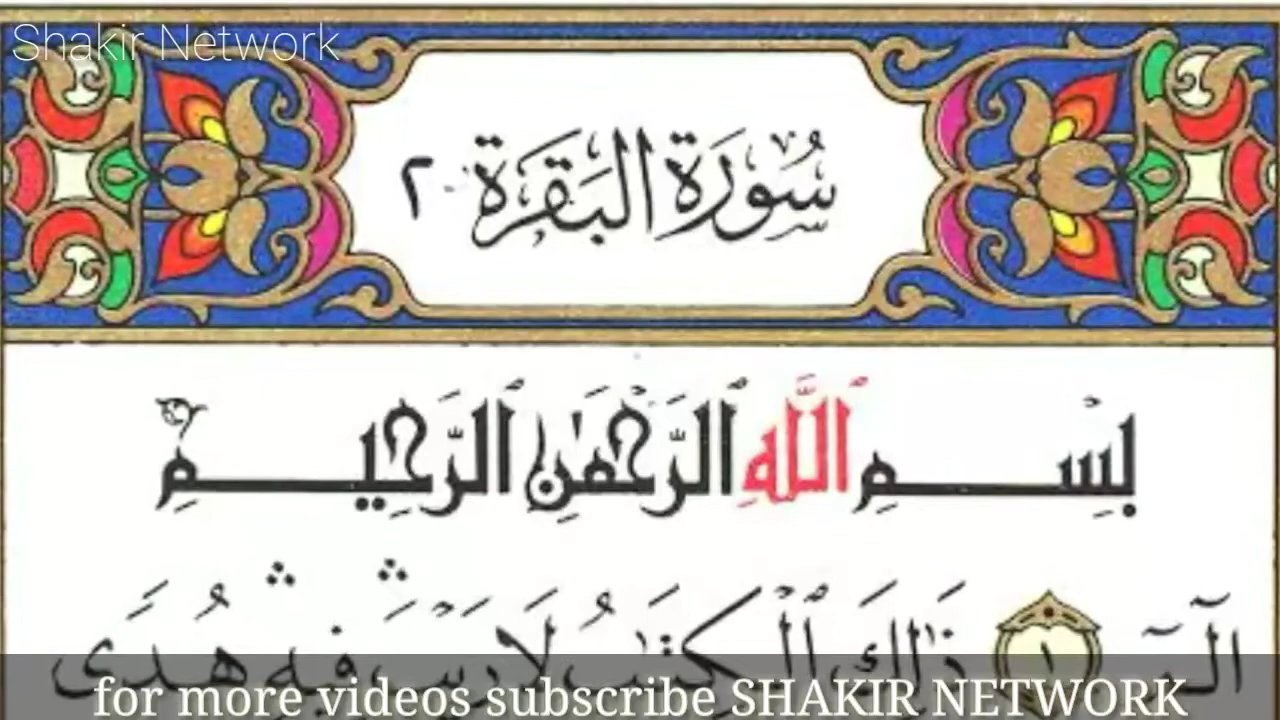 Shakir Network
سُورَةُ البَقَرَةِ ٢
بِسْمِ ٱللَّهِ ٱلرَّحْمَٰنِ ٱلرَّحِيمِ
الٓمٓ ١ ذَٰلِكَ ٱلْكِتَٰبُ لَا رَيْبَ ۛ فِيهِ ۛ هُدًى
for more videos subscribe SHAKIR NETWORK